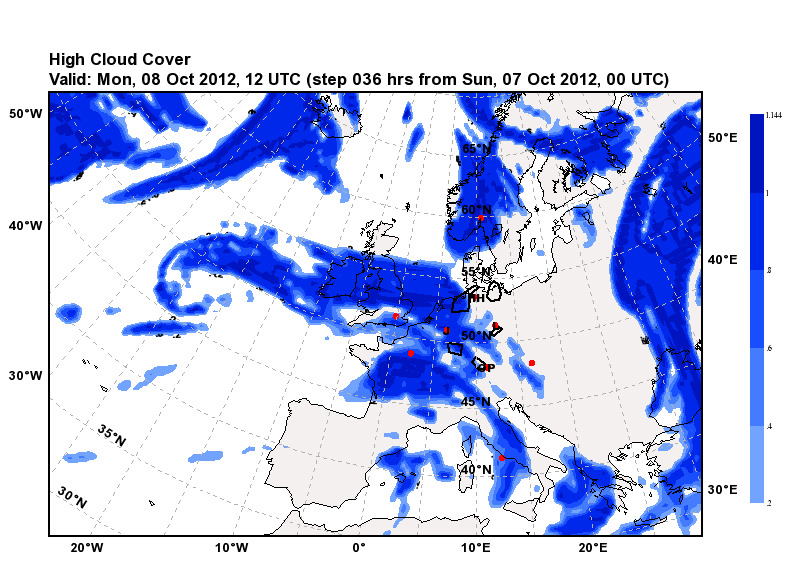 High Cloud Cover
Valid: Mon, 08 Oct 2012, 12 UTC (step 036 hrs from Sun, 07 Oct 2012, 00 UTC)
50°W
40°W
30°W
35°N
30°N
65°N
60°N
55°N
50°N
45°N
40°N
OP
50°E
40°E
30°E
20°W
10°W
0°
10°E
20°E
1.144
1
.8
.6
.4
.2